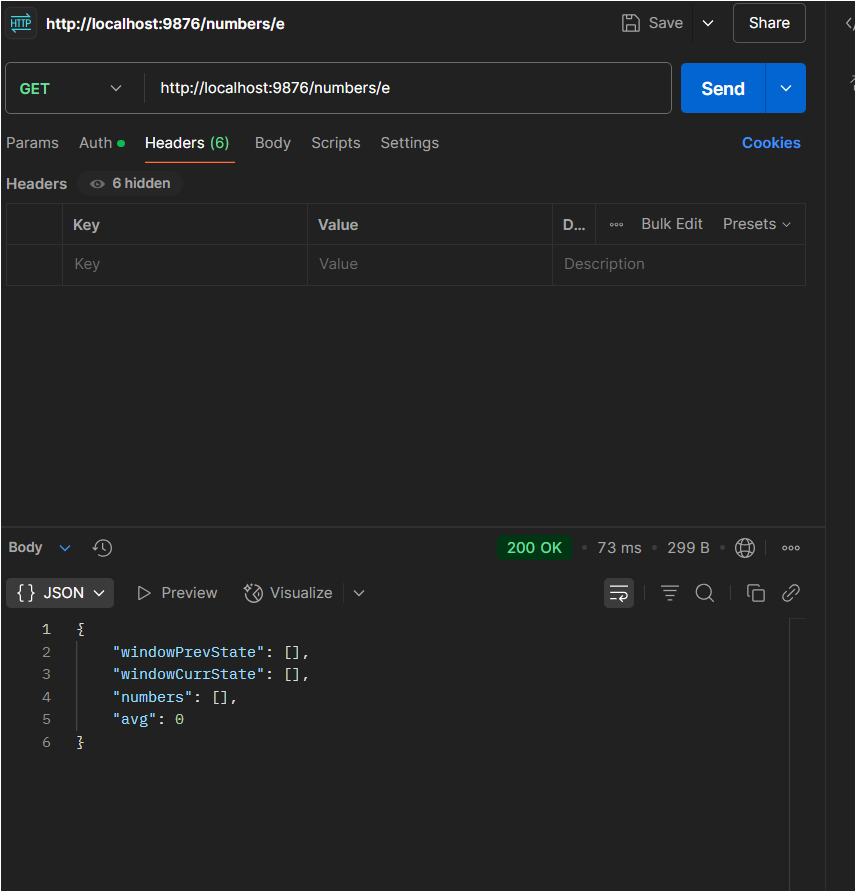 HTTP http://localhost:9876/numbers/e Save Share
GET http://localhost:9876/numbers/e Send
Params Auth Headers (6) Body Scripts Settings Cookies
Headers 6 hidden
Key Value D... Bulk Edit Presets
Key Value Description
Body 200 OK 73 ms 299 B
{} JSON Preview Visualize
1 {
2 "windowPrevState": [],
3 "windowCurrState": [],
4 "numbers": [],
5 "avg": 0
6 }